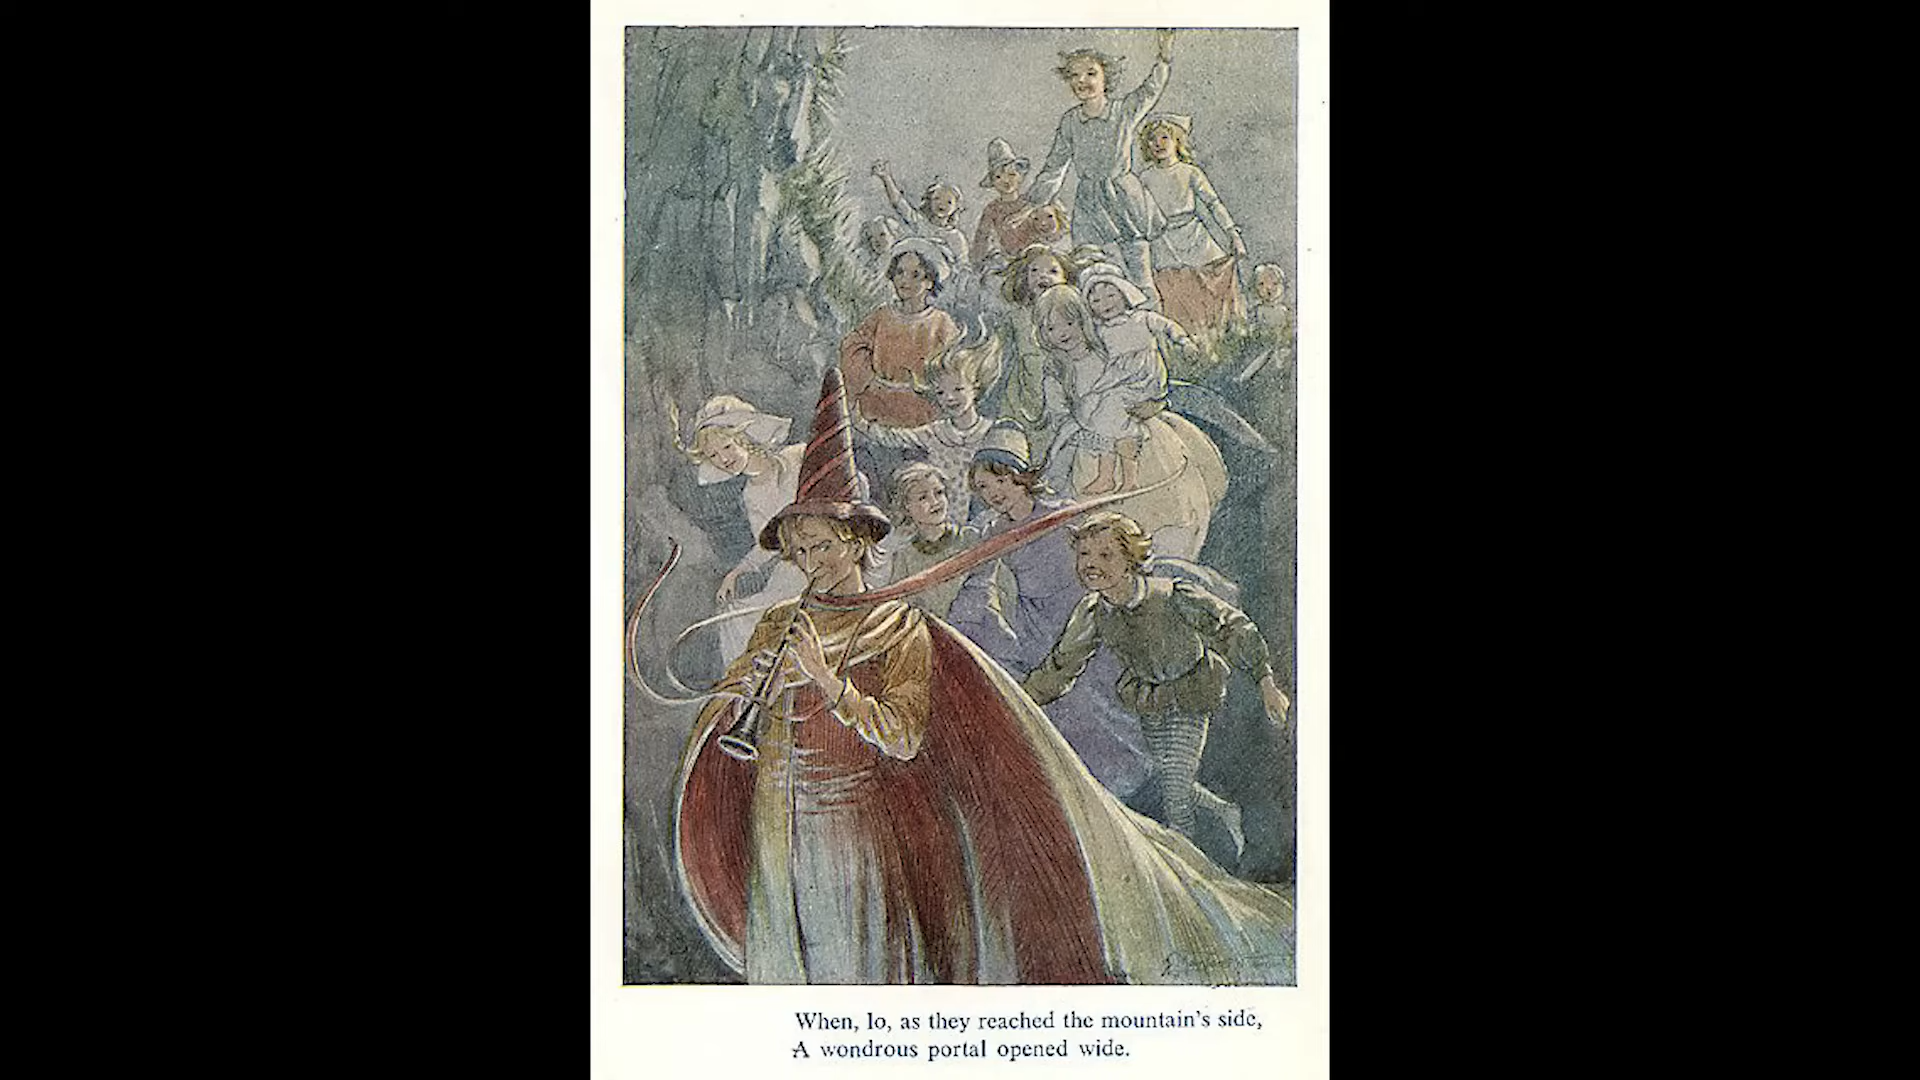 When, lo, as they reached the mountain's side,
A wondrous portal opened wide.